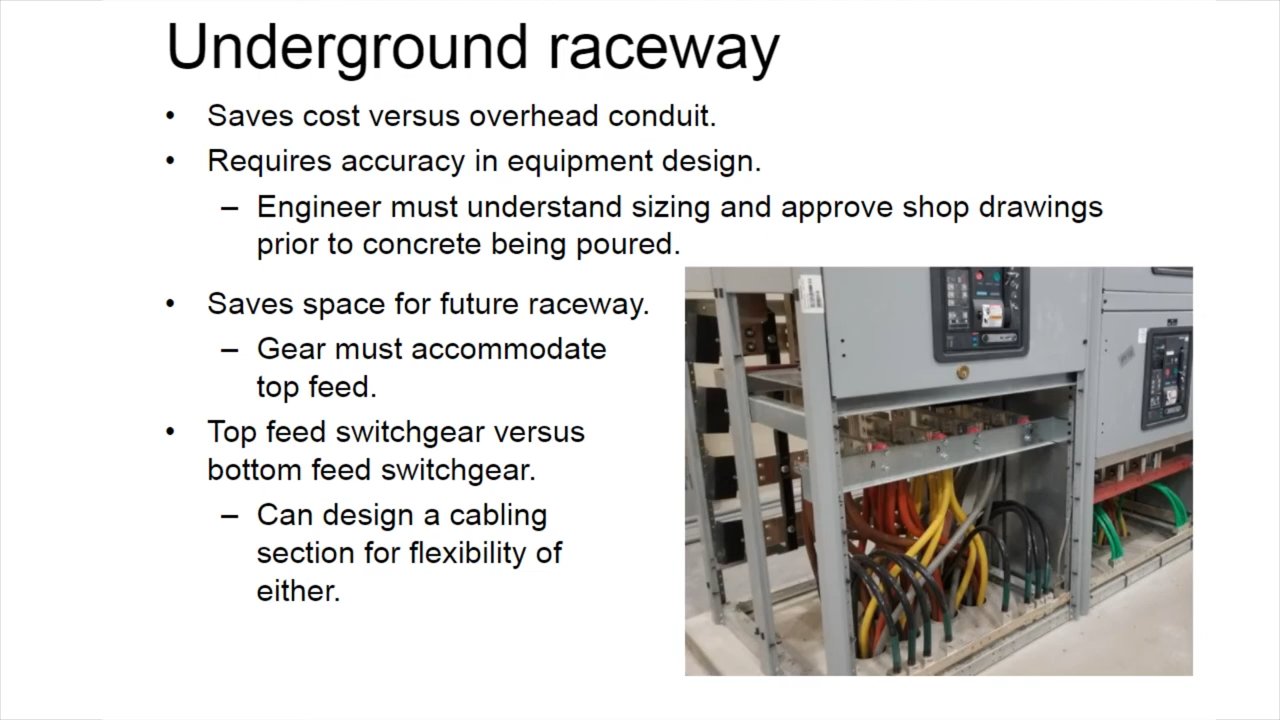 Underground raceway
• Saves cost versus overhead conduit.
• Requires accuracy in equipment design.
– Engineer must understand sizing and approve shop drawings
prior to concrete being poured.
• Saves space for future raceway.
– Gear must accommodate
top feed.
• Top feed switchgear versus
bottom feed switchgear.
– Can design a cabling
section for flexibility of
either.